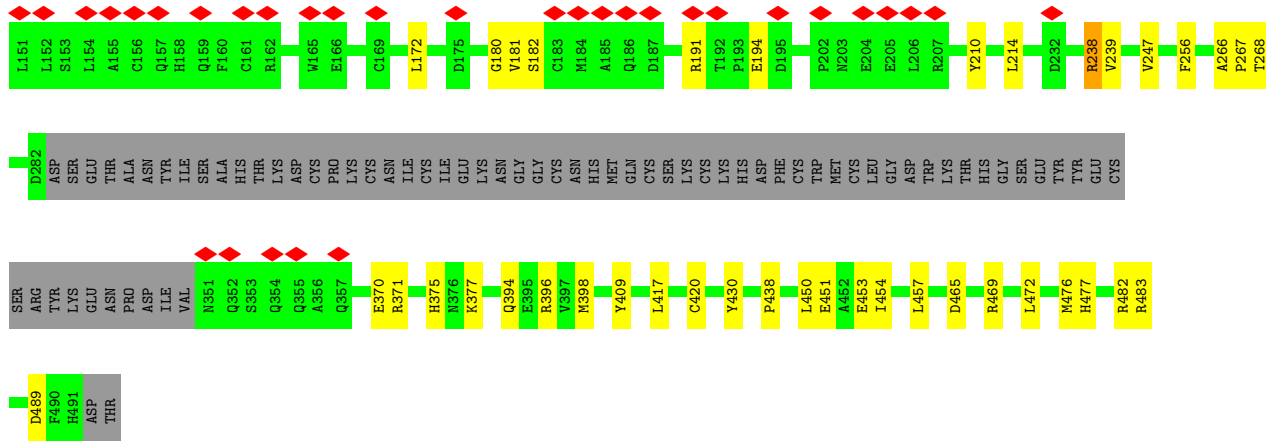 L151 L152 S153 L154 A155 C156 Q157 H158 Q159 F160 C161 R162 W165 E166 C169 L172 D175 G180 V181 S182 C183 M184 A185 Q186 D187 R191 T192 P193 E194 D195 P202 N203 E204 E205 L206 R207 Y210 L214 D232 R238 V239 V247 F256 A266 P267 T268
D282 ASP SER GLU THR ALA ASN TYR ILE SER ALA HIS THR LYS ASP CYS PRO LYS CYS ASN ILE CYS ILE GLU LYS ASN GLY GLY CYS ASN HIS MET GLN CYS SER LYS CYS LYS HIS ASP PHE CYS TRP MET CYS LEU GLY ASP TRP LYS THR HIS GLY SER GLU TYR TYR GLU CYS
SER ARG TYR LYS GLU ASN PRO ASP ILE VAL N351 Q352 S353 Q354 Q355 A356 Q357 E370 R371 H375 N376 K377 Q394 E395 R396 V397 M398 Y409 L417 C420 Y430 P438 L450 E451 A452 E453 I454 L457 D465 R469 L472 M476 H477 R482 R483
D489 F490 H491 ASP THR